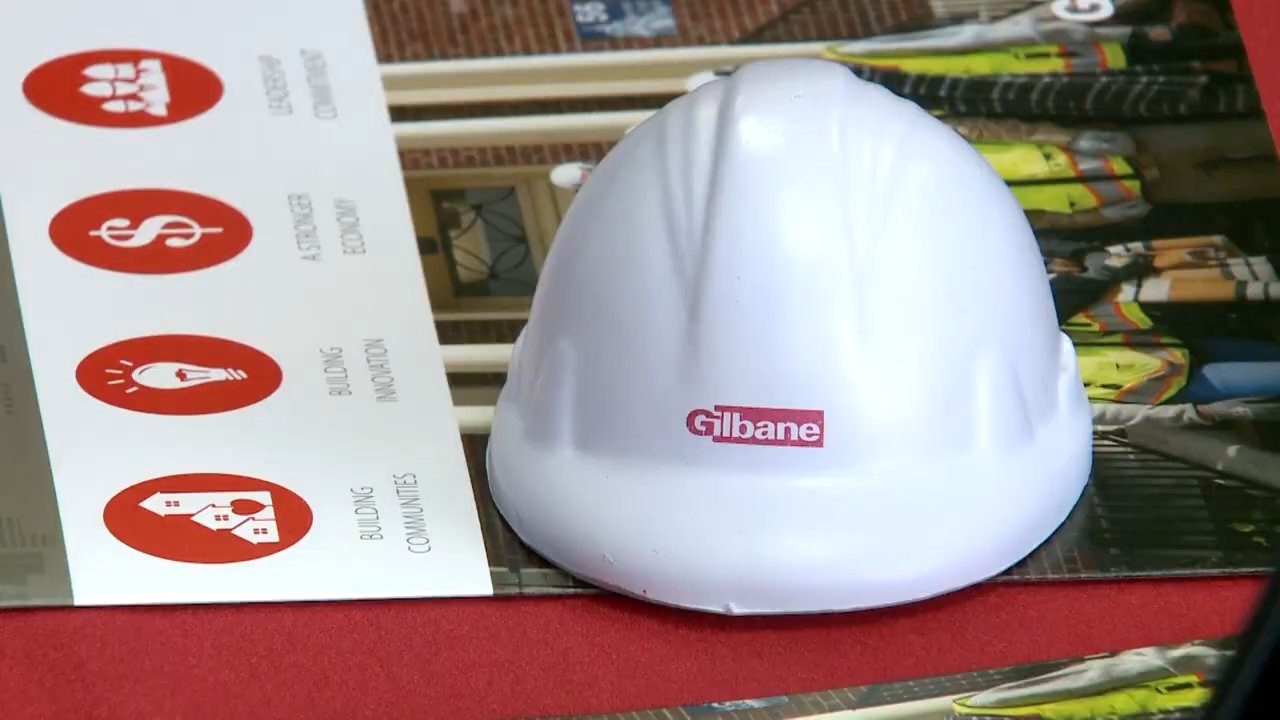 LEADERSHIP
COMMITMENT
A STRONGER
ECONOMY
BUILDING
INNOVATION
BUILDING
COMMUNITIES
Gilbane
G